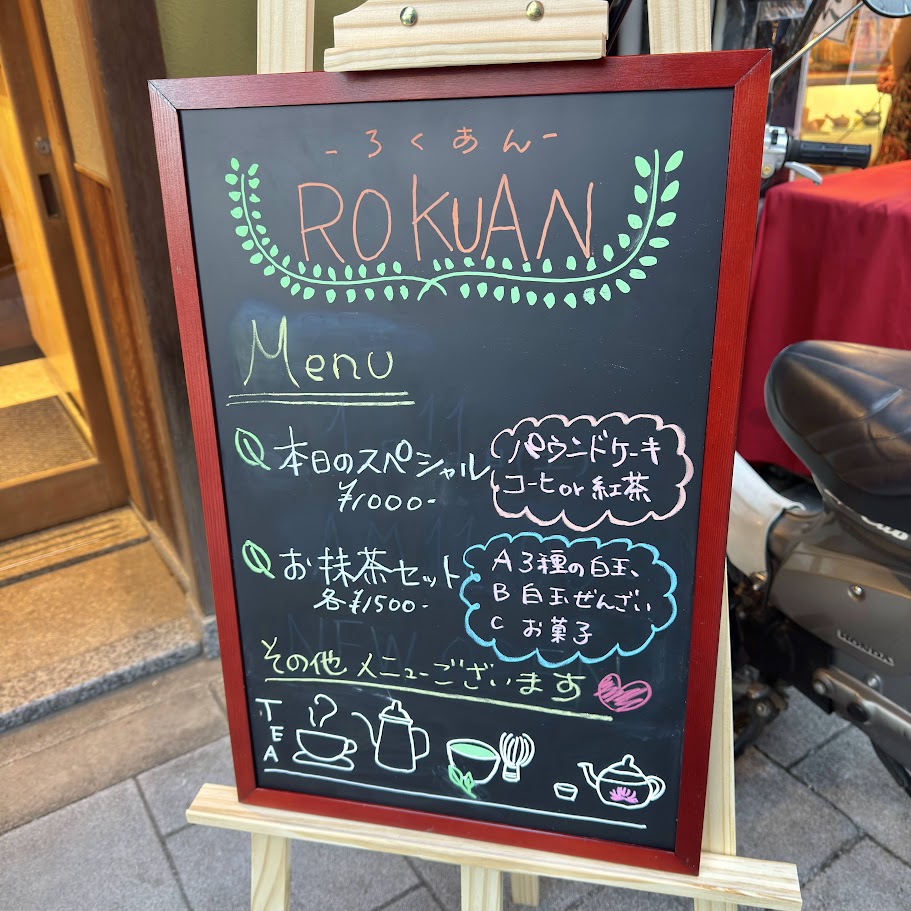 -ろくあん-
ROKUAN
Menu
本日のスペシャル
¥1000-
パウンドケーキ
コーヒor紅茶
お抹茶セット
各¥1500-
A 3種の白玉、
B 白玉ぜんざい
C お菓子
その他メニューございます
TEA
HONDA